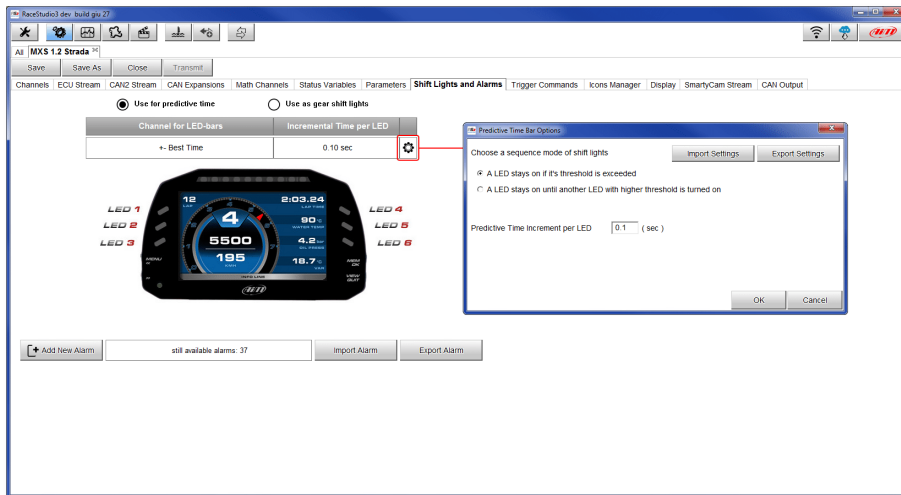 RaceStudio3 dev build giu 27
AiM
All MXS 1.2 Strada
Save Save As Close Transmit
Channels ECU Stream CAN2 Stream CAN Expansions Math Channels Status Variables Parameters Shift Lights and Alarms Trigger Commands Icons Manager Display SmartyCam Stream CAN Output
Use for predictive time Use as gear shift lights
Channel for LED-bars Incremental Time per LED
+- Best Time 0.10 sec
Predictive Time Bar Options
Choose a sequence mode of shift lights Import Settings Export Settings
A LED stays on if it's threshold is exceeded
A LED stays on until another LED with higher threshold is turned on
Predictive Time Increment per LED 0.1 ( sec )
OK Cancel
LED 1
LED 2
LED 3
12
LAP
2:03.24
LAP TIME
4
90 °C
WATER TEMP
5500
4.2 bar
OIL PRESS
195
KMH
18.7
INFO LINK
MENU
MEM
OK
VIEW
QUIT
AiM
LED 4
LED 5
LED 6
Add New Alarm still available alarms: 37 Import Alarm Export Alarm